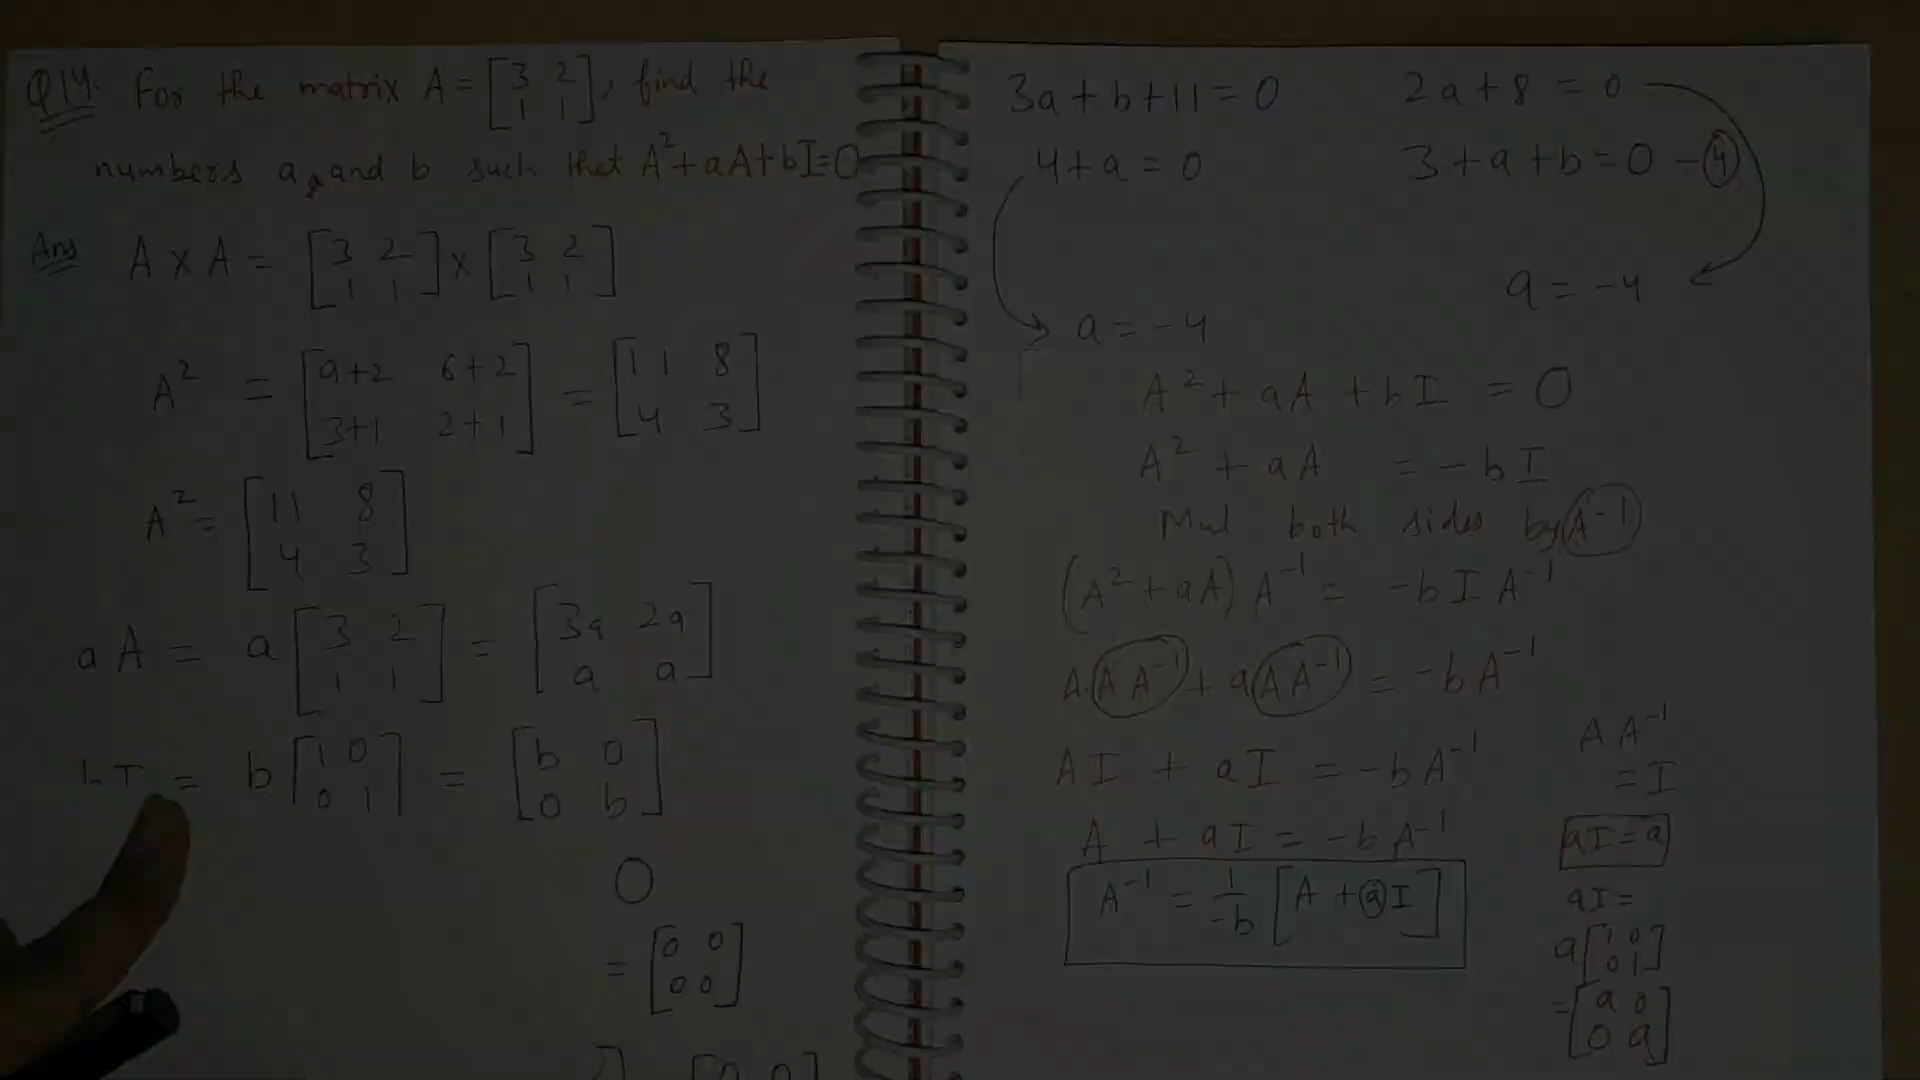 Q14. For the matrix A = [3 2; 1 1], find the
numbers a, and b such that A² + aA + bI = 0
Ans A × A = [3 2; 1 1] × [3 2; 1 1]
A² = [9+2 6+2; 3+1 2+1] = [11 8; 4 3]
A² = [11 8; 4 3]
aA = a [3 2; 1 1] = [3a 2a; a a]
bI = b [1 0; 0 1] = [b 0; 0 b]
O
= [0 0; 0 0]
3a + b + 11 = 0 2a + 8 = 0
4 + a = 0 3 + a + b = 0 - 4
a = -4
a = -4
A² + aA + bI = 0
A² + aA = -bI
Mul both sides by A⁻¹
(A² + aA) A⁻¹ = -bI A⁻¹
A.A A⁻¹ + aA A⁻¹ = -bA⁻¹
AI + aI = -bA⁻¹
A + aI = -bA⁻¹
A⁻¹ = 1/-b [A + aI]
A A⁻¹
= I
aI = a
aI =
a [1 0; 0 1]
= [a 0; 0 a]